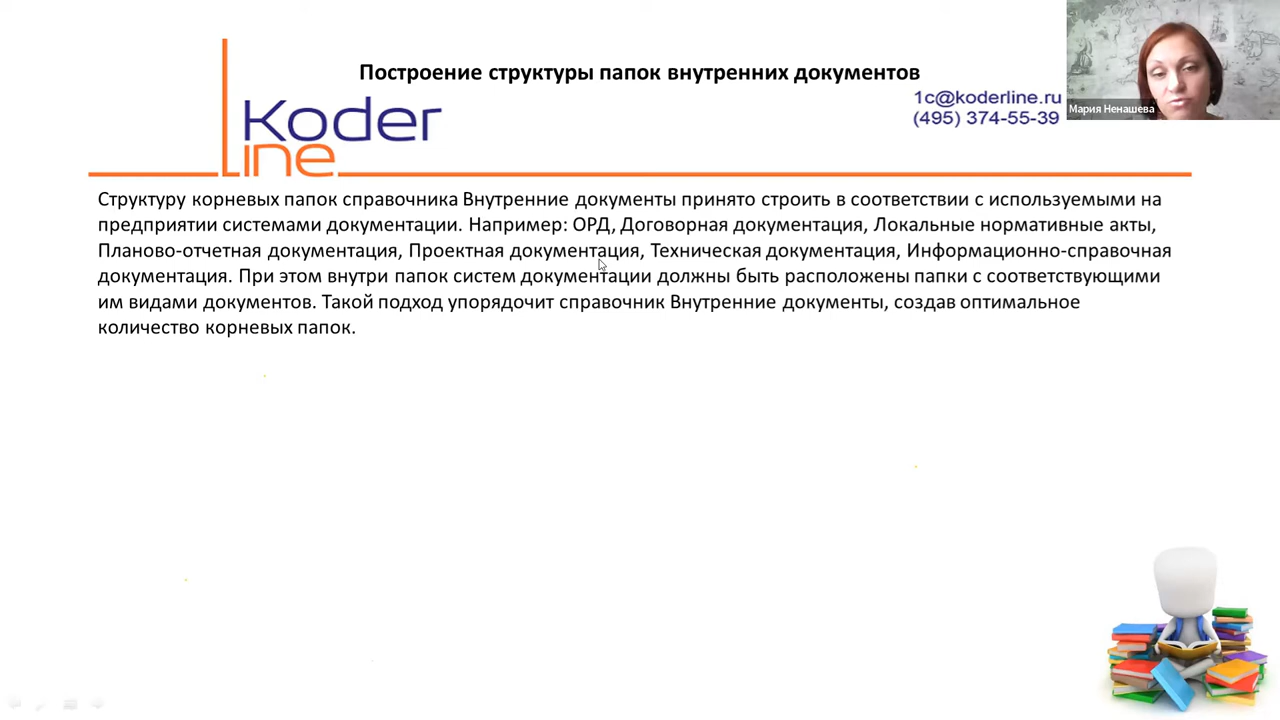 Построение структуры папок внутренних документов
Koder
line
1c@koderline.ru
(495) 374-55-39
Мария Ненашева
Структуру корневых папок справочника Внутренние документы принято строить в соответствии с используемыми на
предприятии системами документации. Например: ОРД, Договорная документация, Локальные нормативные акты,
Планово-отчетная документация, Проектная документация, Техническая документация, Информационно-справочная
документация. При этом внутри папок систем документации должны быть расположены папки с соответствующими
им видами документов. Такой подход упорядочит справочник Внутренние документы, создав оптимальное
количество корневых папок.